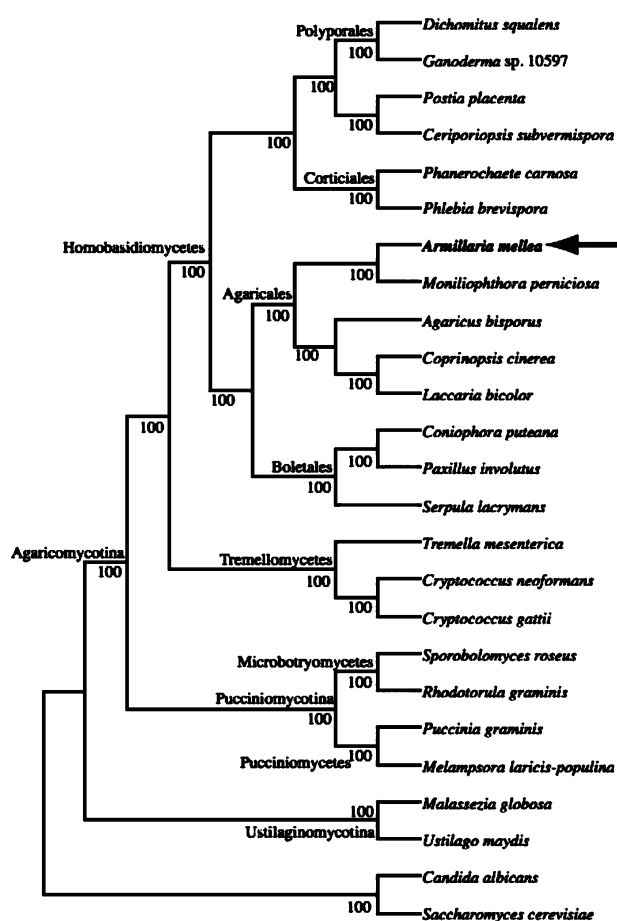 Polyporales
Dichomitus squalens
100
Ganoderma sp. 10597
100
Postia placenta
100
Ceriporiopsis subvermispora
100
Corticiales
Phanerochaete carnosa
100
Phlebia brevispora
Homobasidiomycetes
100
Armillaria mellea
100
Moniliophthora perniciosa
Agaricales
100
Agaricus bisporus
100
Coprinopsis cinerea
100
Laccaria bicolor
100
Coniophora puteana
100
Paxillus involutus
Boletales
100
Serpula lacrymans
100
Agaricomycotina
100
Tremella mesenterica
Tremellomycetes
100
Cryptococcus neoformans
100
Cryptococcus gattii
Microbotryomycetes
Sporobolomyces roseus
100
Rhodotorula graminis
Pucciniomycotina
100
Puccinia graminis
Pucciniomycetes
100
Melampsora laricis-populina
Malassezia globosa
100
Ustilaginomycotina
Ustilago maydis
Candida albicans
100
Saccharomyces cerevisiae